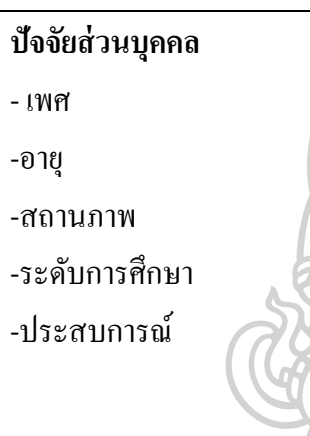 ปัจจัยส่วนบุคคล
- เพศ
-อายุ
-สถานภาพ
-ระดับการศึกษา
-ประสบการณ์